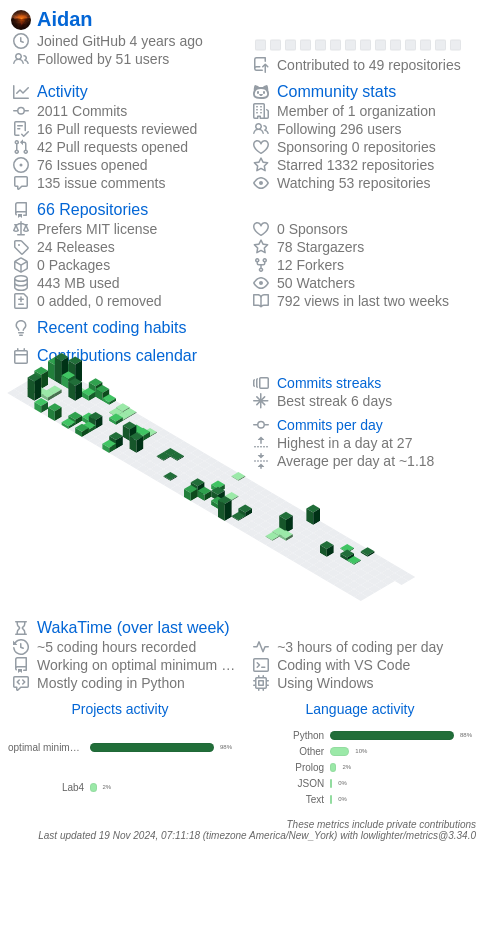 Aidan
Joined GitHub 4 years ago
Followed by 51 users
Contributed to 49 repositories
Activity
2011 Commits
16 Pull requests reviewed
42 Pull requests opened
76 Issues opened
135 issue comments
Community stats
Member of 1 organization
Following 296 users
Sponsoring 0 repositories
Starred 1332 repositories
Watching 53 repositories
66 Repositories
Prefers MIT license
24 Releases
0 Packages
443 MB used
0 added, 0 removed
0 Sponsors
78 Stargazers
12 Forkers
50 Watchers
792 views in last two weeks
Recent coding habits
Contributions calendar
Commits streaks
Best streak 6 days
Commits per day
Highest in a day at 27
Average per day at ~1.18
WakaTime (over last week)
~5 coding hours recorded
Working on optimal minimum …
Mostly coding in Python
~3 hours of coding per day
Coding with VS Code
Using Windows
Projects activity
optimal minim… 98%
Lab4 2%
Language activity
Python 88%
Other 10%
Prolog 2%
JSON 0%
Text 0%
These metrics include private contributions
Last updated 19 Nov 2024, 07:11:18 (timezone America/New_York) with lowlighter/metrics@3.34.0